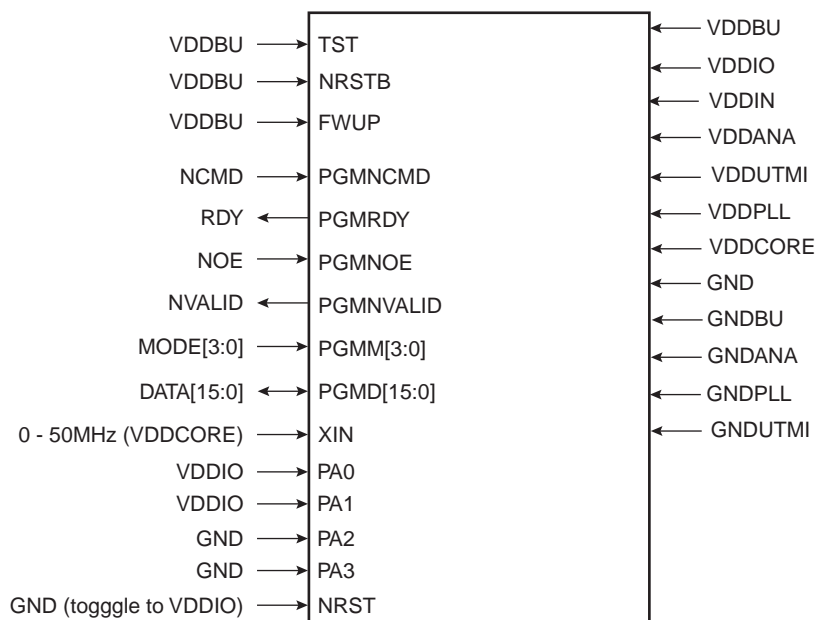 VDDBU TST
VDDBU NRSTB
VDDBU FWUP
NCMD PGMNCMD
RDY PGMRDY
NOE PGMNOE
NVALID PGMNVALID
MODE[3:0] PGMM[3:0]
DATA[15:0] PGMD[15:0]
0 - 50MHz (VDDCORE) XIN
VDDIO PA0
VDDIO PA1
GND PA2
GND PA3
GND (togggle to VDDIO) NRST
VDDBU
VDDIO
VDDIN
VDDANA
VDDUTMI
VDDPLL
VDDCORE
GND
GNDBU
GNDANA
GNDPLL
GNDUTMI